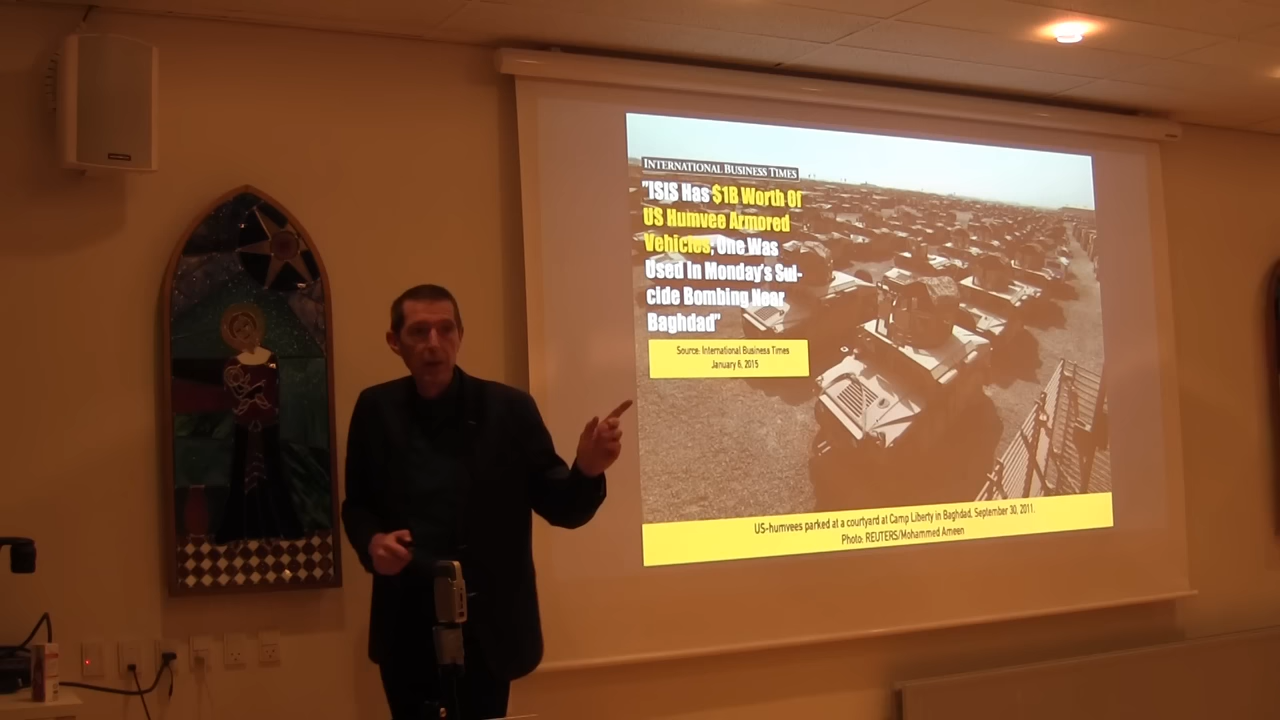 INTERNATIONAL BUSINESS TIMES
"ISIS Has $1B Worth Of
US Humvee Armored
Vehicles, One Was
Used In Monday's Sui-
cide Bombing Near
Baghdad"
Source: International Business Times
January 6, 2015
US-humvees parked at a courtyard at Camp Liberty in Baghdad, September 30, 2011.
Photo: REUTERS/Mohammed Ameen